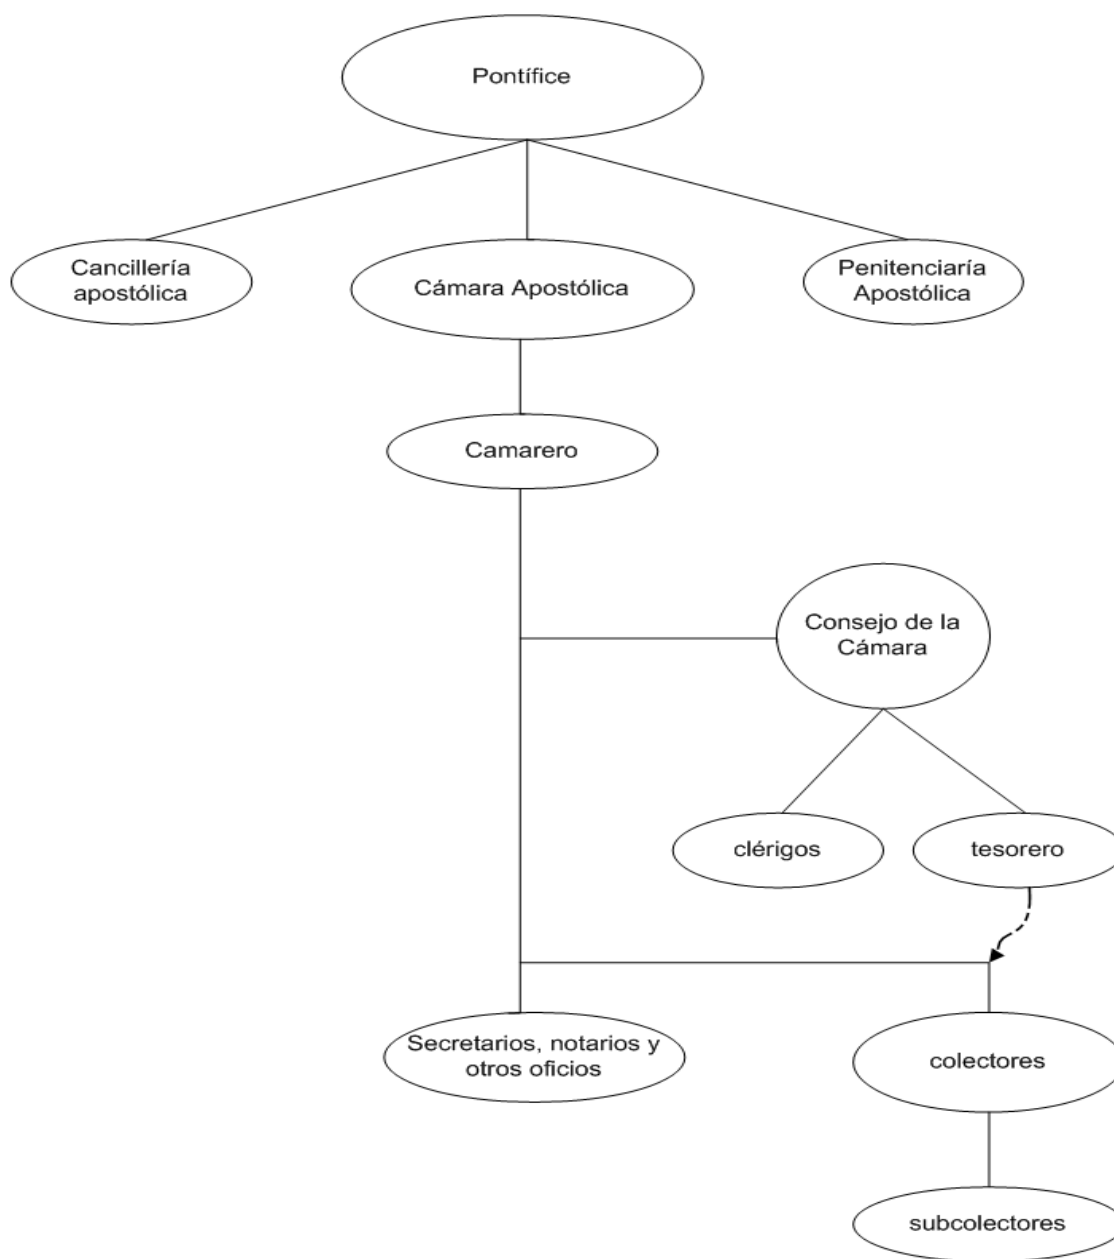 Pontífice
Cancillería
apostólica
Cámara Apostólica
Penitenciaría
Apostólica
Camarero
Consejo de la
Cámara
clérigos
tesorero
Secretarios, notarios y
otros oficios
colectores
subcolectores